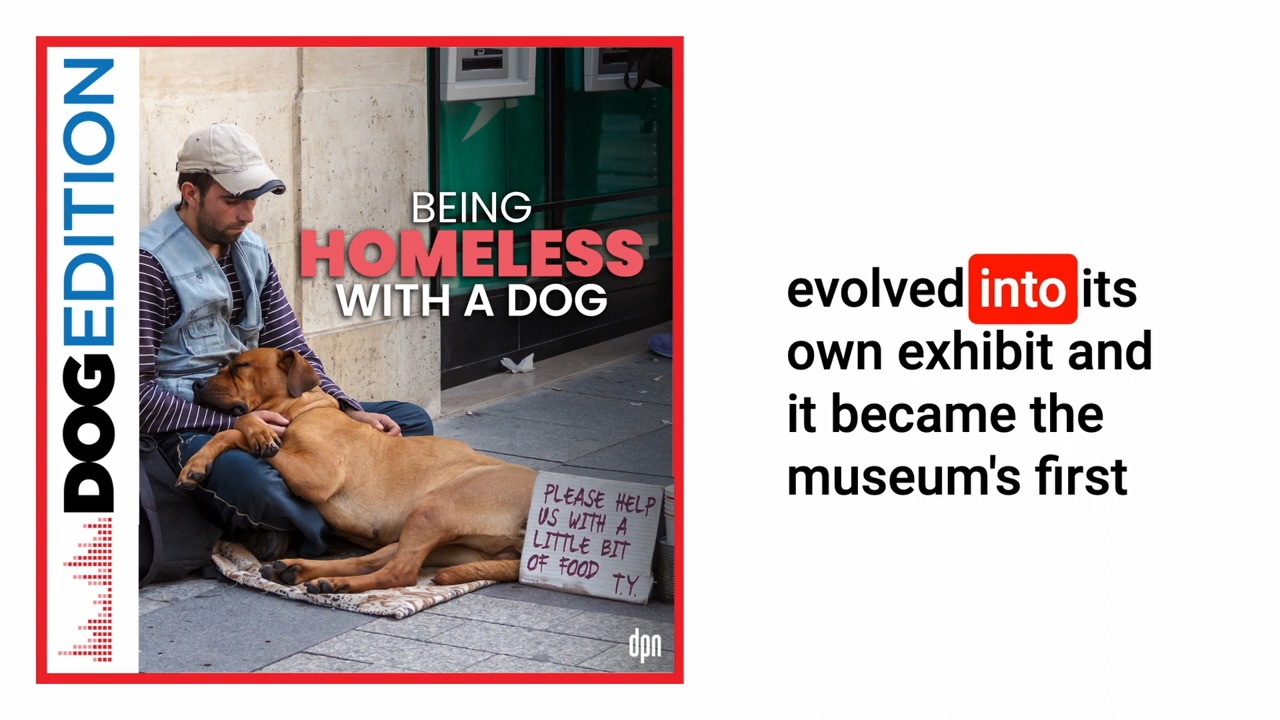 DOGEDITION
BEING
HOMELESS
WITH A DOG
PLEASE HELP
US WITH A
LITTLE BIT
OF FOOD T.Y.
dpn
evolved into its
own exhibit and
it became the
museum's first